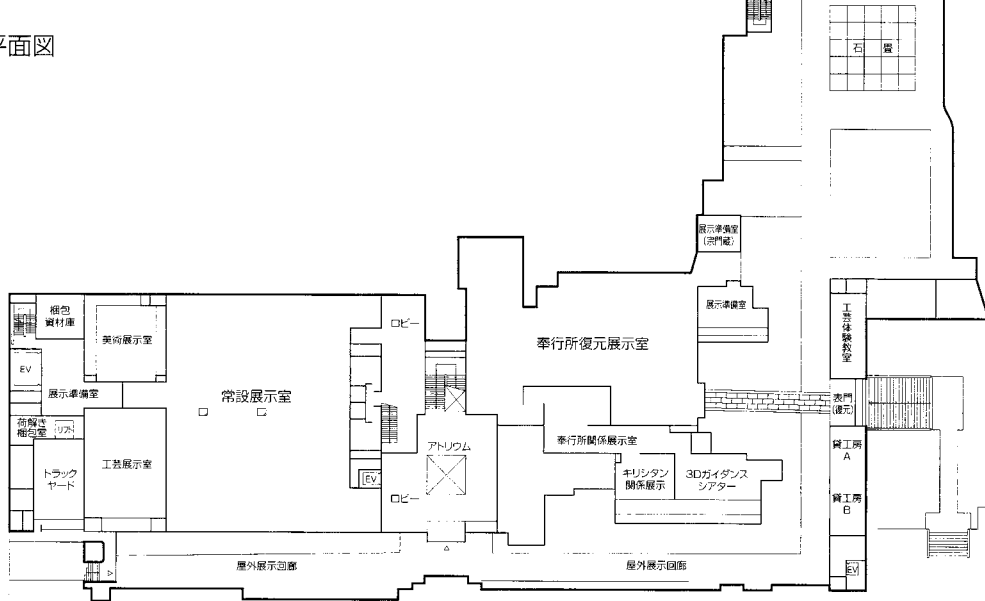 平面図
石畳
展示準備室
(宗門蔵)
梱包
資材庫
美術展示室
ロビー
展示準備室
工芸体験教室
奉行所復元展示室
EV
展示準備室
常設展示室
表門
(復元)
荷解き
梱包室
リフト
アトリウム
奉行所関係展示室
貸工房
A
工芸展示室
トラック
ヤード
EV
キリシタン
関係展示
3Dガイダンス
シアター
ロビー
貸工房
B
屋外展示回廊
屋外展示回廊
EV